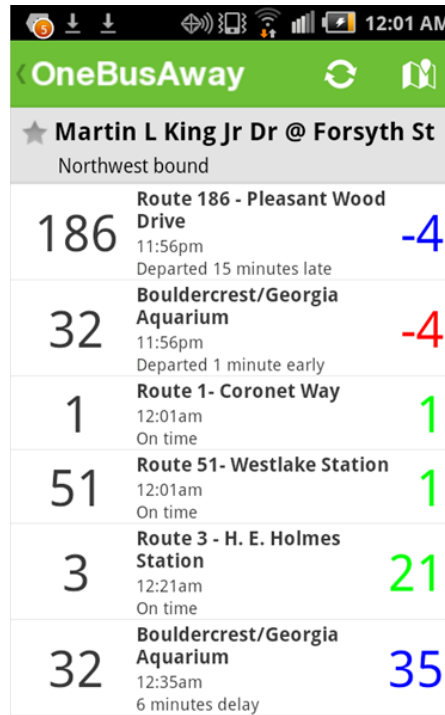 5
12:01 AM
OneBusAway
Martin L King Jr Dr @ Forsyth St
Northwest bound
186
Route 186 - Pleasant Wood
Drive
11:56pm
Departed 15 minutes late
-4
32
Bouldercrest/Georgia
Aquarium
11:56pm
Departed 1 minute early
-4
1
Route 1- Coronet Way
12:01am
On time
1
51
Route 51- Westlake Station
12:01am
On time
1
3
Route 3 - H. E. Holmes
Station
12:21am
On time
21
32
Bouldercrest/Georgia
Aquarium
12:35am
6 minutes delay
35